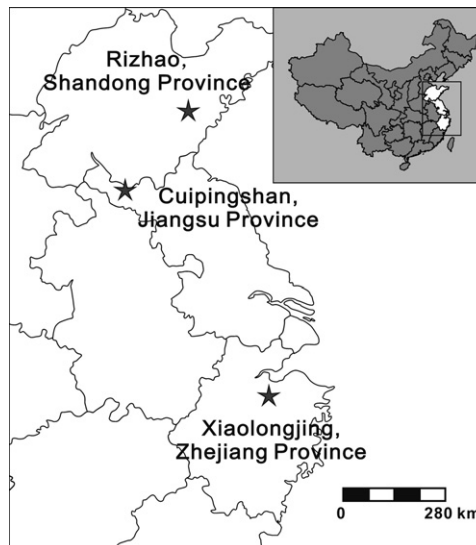 Rizhao,
Shandong Province
Cuipingshan,
Jiangsu Province
Xiaolongjing,
Zhejiang Province
0 280 km